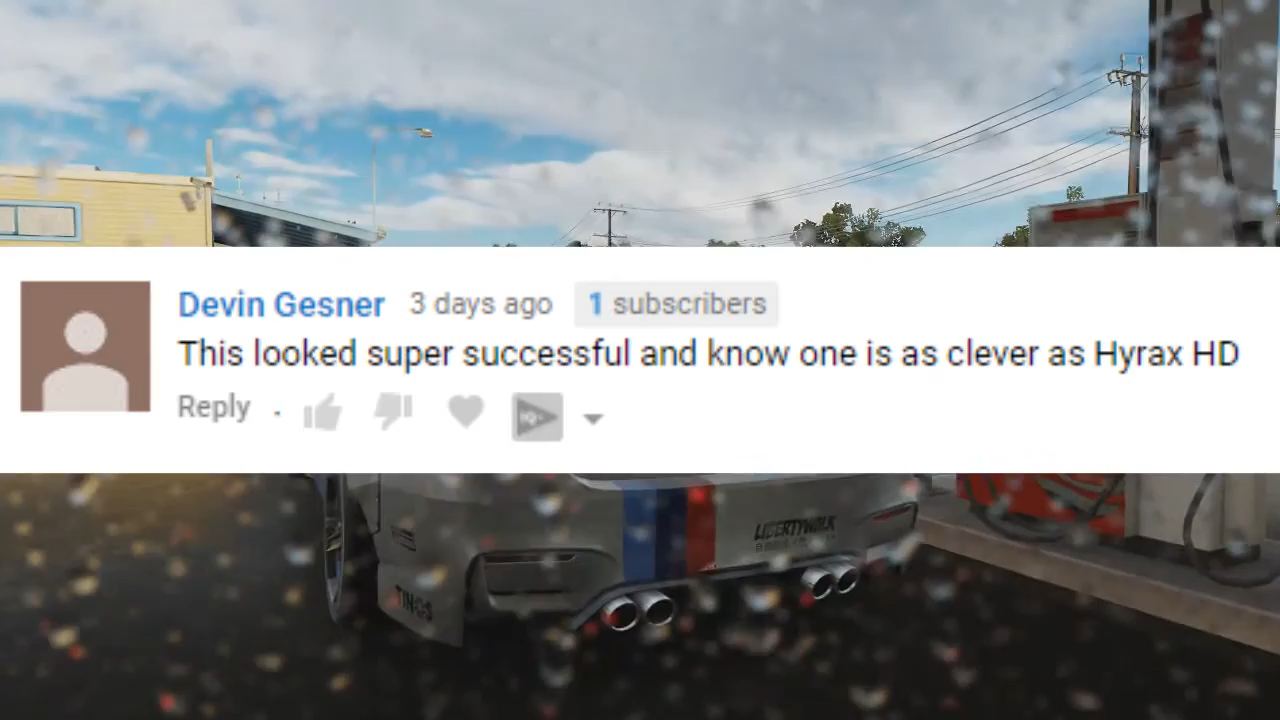 Devin Gesner 3 days ago 1 subscribers
This looked super successful and know one is as clever as Hyrax HD
Reply .
LIBERTYWALK